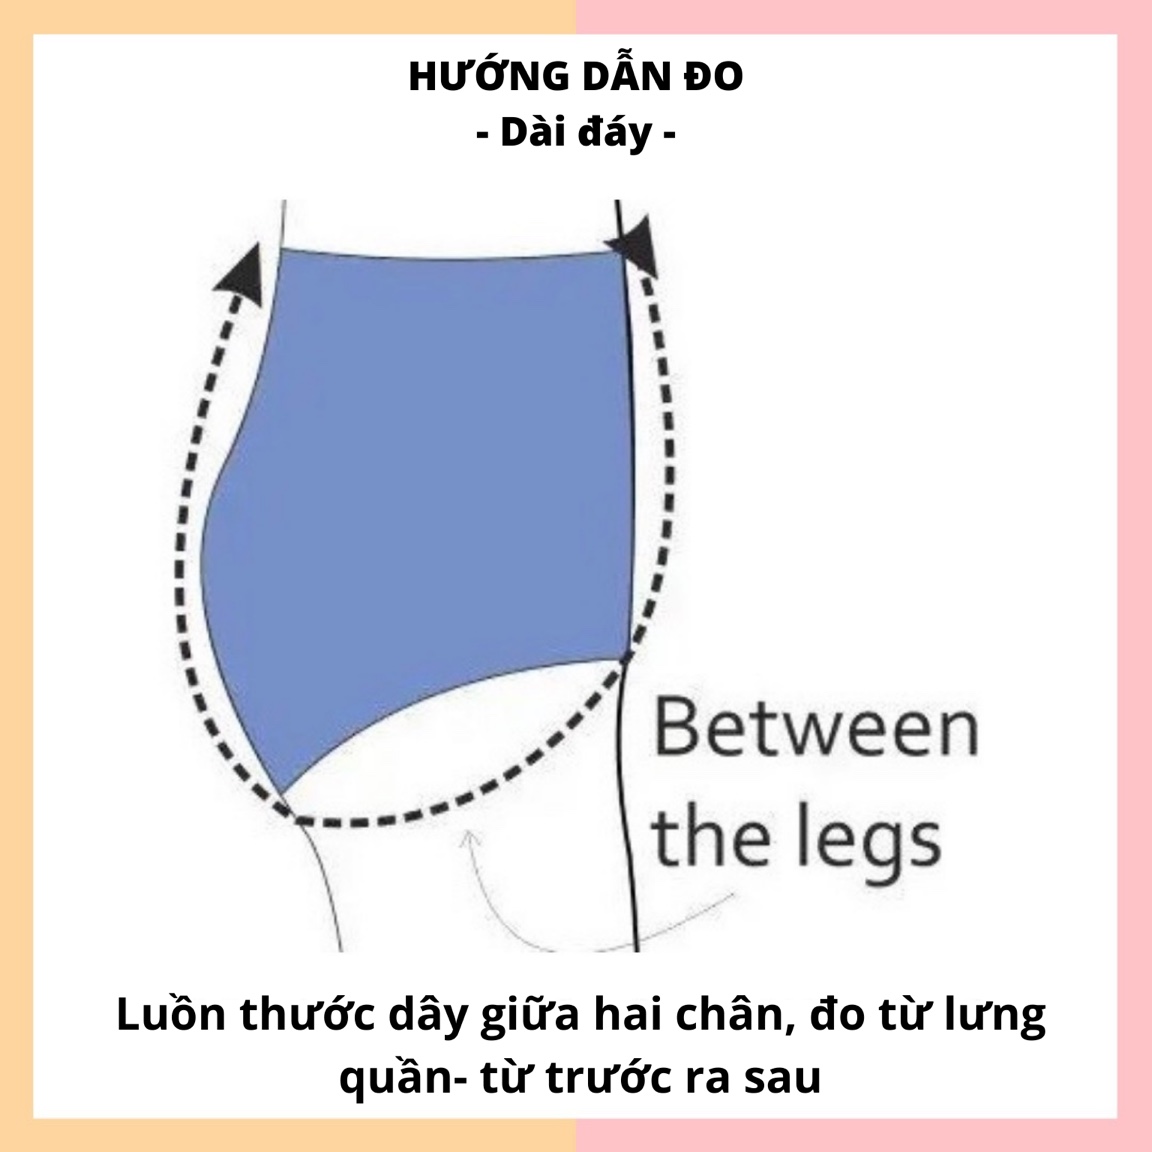 HƯỚNG DẪN ĐO
- Dài đáy -
Between
the legs
Luồn thước dây giữa hai chân, đo từ lưng
quần- từ trước ra sau